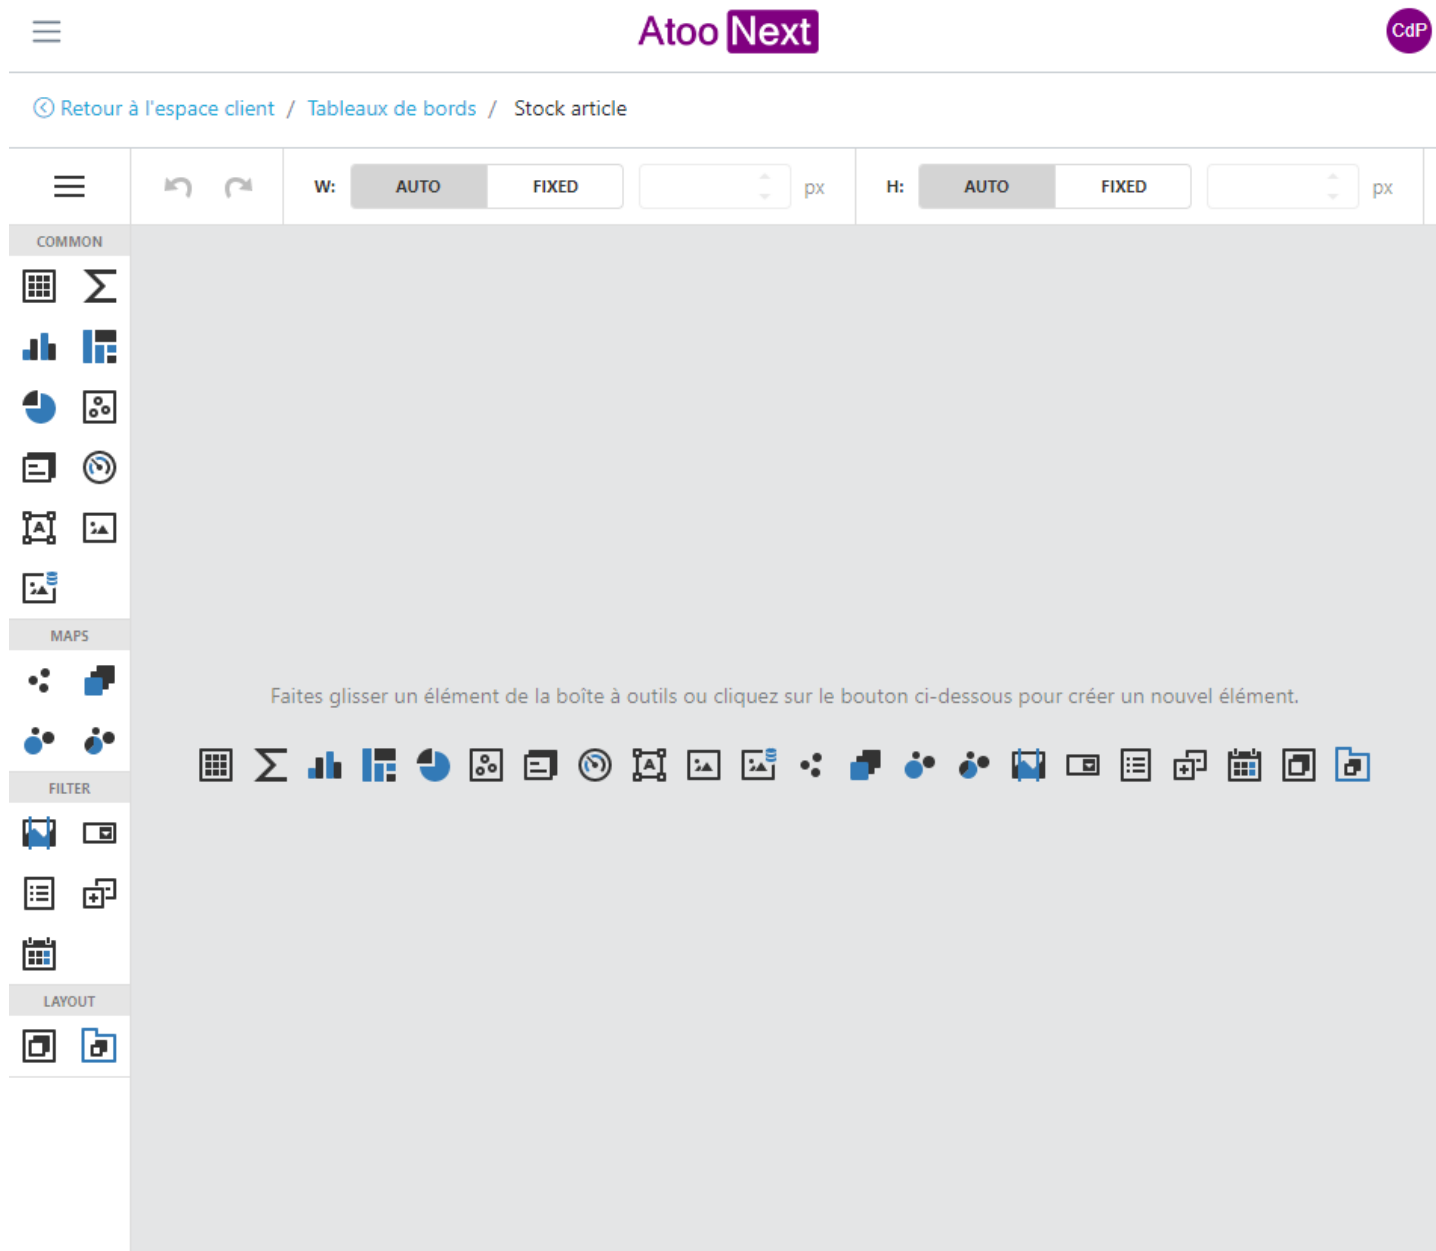 Atoo Next
CdP
Retour à l'espace client / Tableaux de bords / Stock article
W: AUTO FIXED px H: AUTO FIXED px
COMMON
MAPS
Faites glisser un élément de la boîte à outils ou cliquez sur le bouton ci-dessous pour créer un nouvel élément.
FILTER
LAYOUT